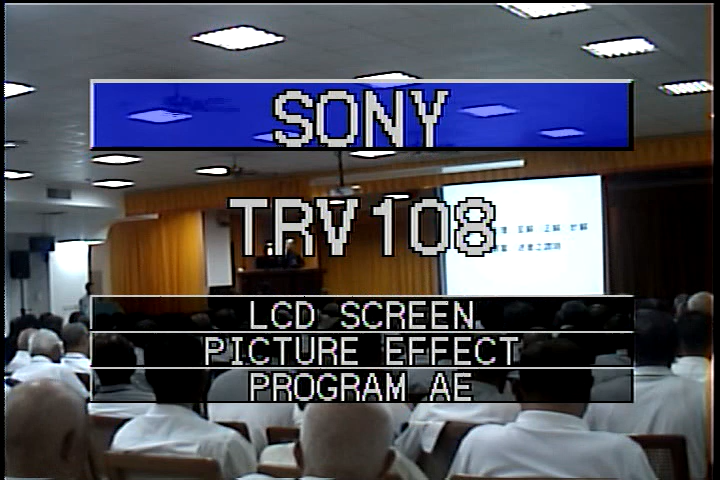 SONY
TRV108
LCD SCREEN
PICTURE EFFECT
PROGRAM AE